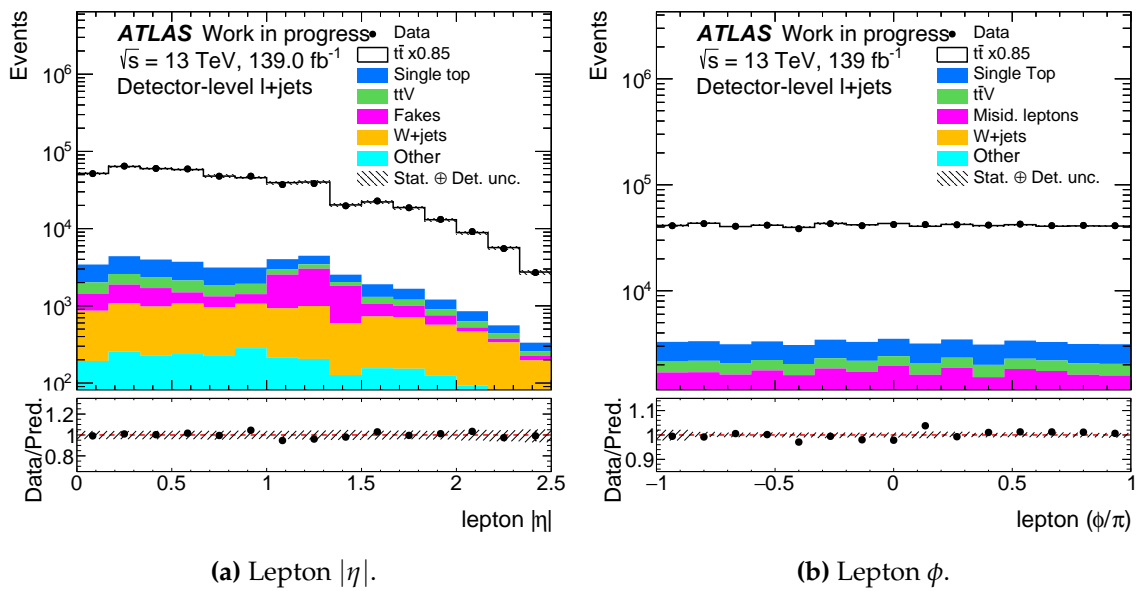 Events
10⁶
10⁵
10⁴
10³
10²
ATLAS Work in progress
√s = 13 TeV, 139.0 fb⁻¹
Detector-level l+jets
Data
tt̄ x0.85
Single top
ttV
Fakes
W+jets
Other
Stat. ⊕ Det. unc.
Data/Pred.
1.2
1
0.8
0 0.5 1 1.5 2 2.5
lepton |η|
(a) Lepton |η|.
Events
10⁶
10⁵
10⁴
ATLAS Work in progress
√s = 13 TeV, 139 fb⁻¹
Detector-level l+jets
Data
tt̄ x0.85
Single Top
tt̄V
Misid. leptons
W+jets
Other
Stat. ⊕ Det. unc.
Data/Pred.
1.1
1
0.9
−1 −0.5 0 0.5 1
lepton (ϕ/π)
(b) Lepton ϕ.